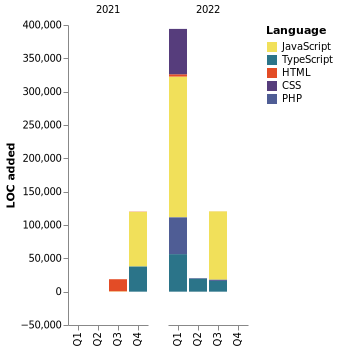 2021 2022
Language
JavaScript
TypeScript
HTML
CSS
PHP
LOC added
400,000
350,000
300,000
250,000
200,000
150,000
100,000
50,000
0
−50,000
Q1 Q2 Q3 Q4 Q1 Q2 Q3 Q4